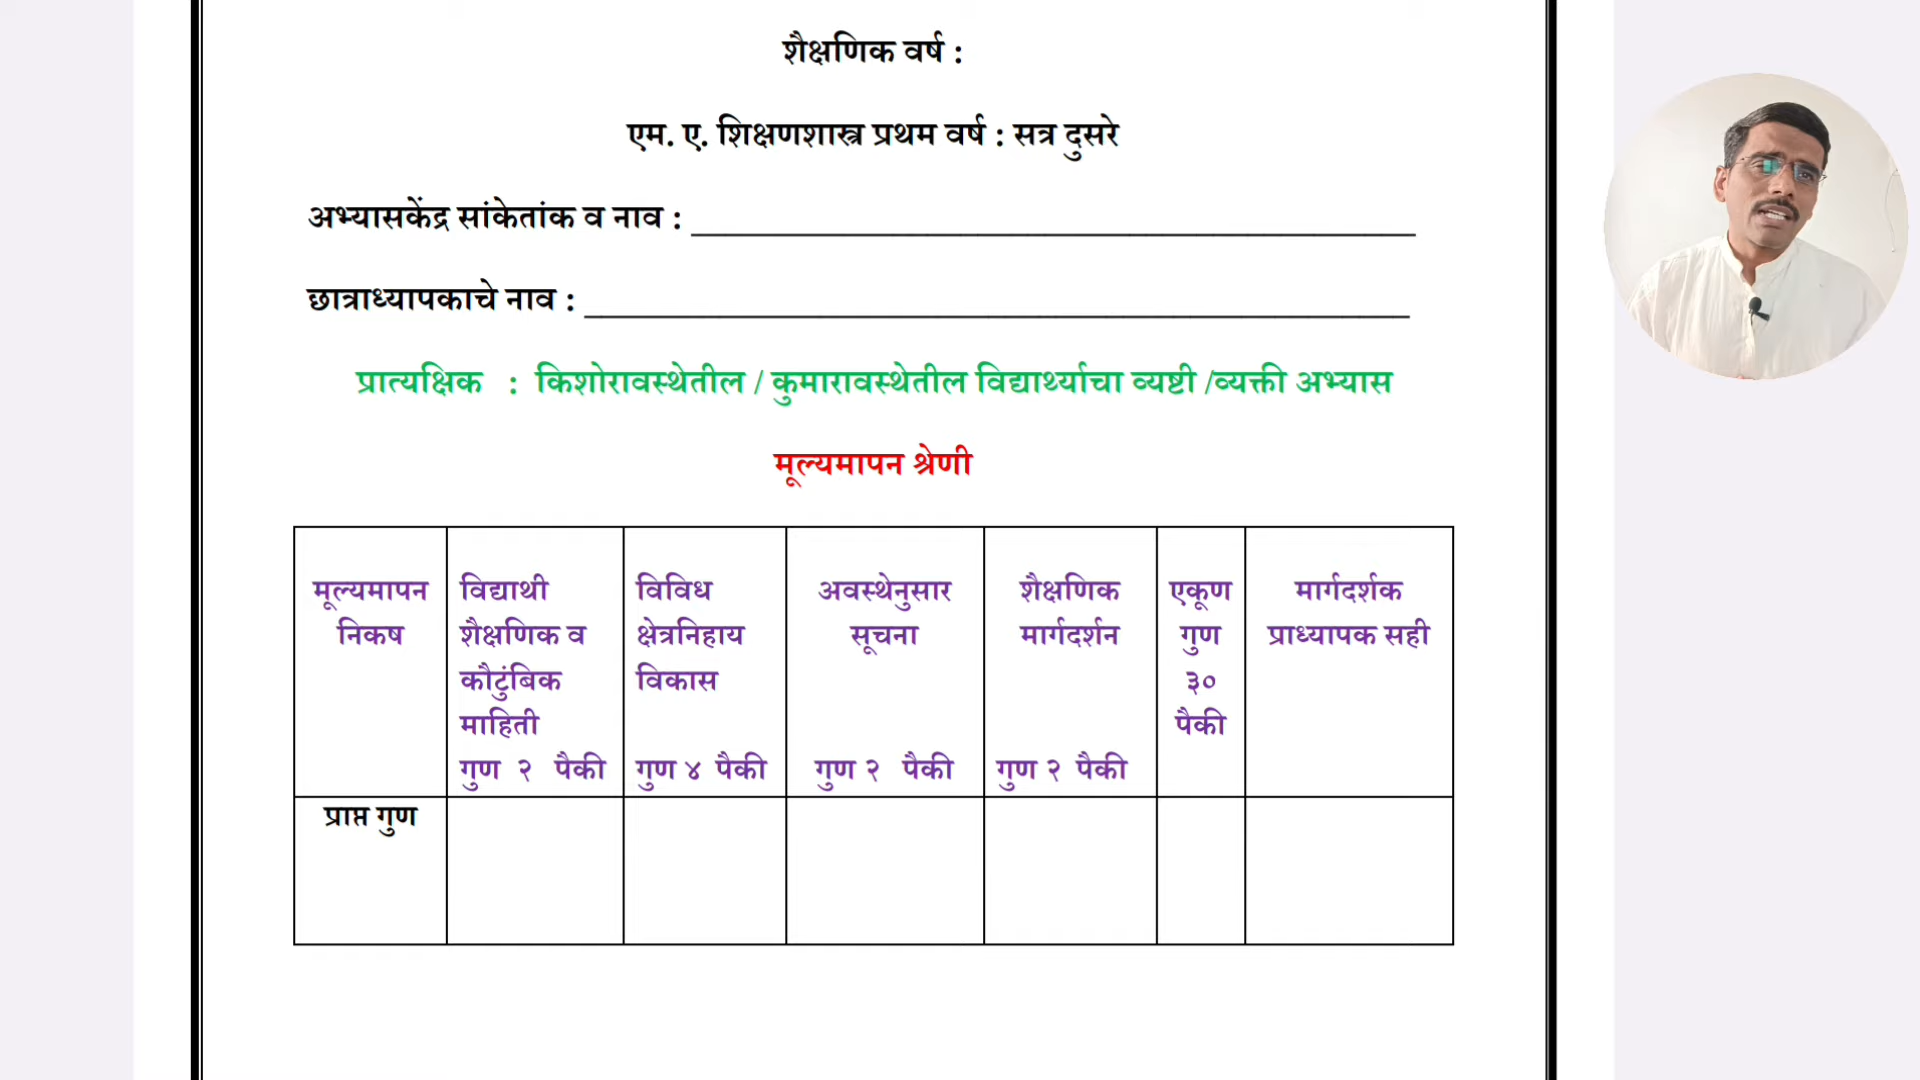 शैक्षणिक वर्ष :
एम. ए. शिक्षणशास्त्र प्रथम वर्ष : सत्र दुसरे
अभ्यासकेंद्र सांकेतांक व नाव :
छात्राध्यापकाचे नाव :
प्रात्यक्षिक : किशोरावस्थेतील / कुमारावस्थेतील विद्यार्थ्याचा व्यष्टी /व्यक्ती अभ्यास
मूल्यमापन श्रेणी
मूल्यमापन
निकष
विद्याथी
शैक्षणिक व
कौटुंबिक
माहिती
गुण २ पैकी
विविध
क्षेत्रनिहाय
विकास
गुण ४ पैकी
अवस्थेनुसार
सूचना
गुण २ पैकी
शैक्षणिक
मार्गदर्शन
गुण २ पैकी
एकूण
गुण
३०
पैकी
मार्गदर्शक
प्राध्यापक सही
प्राप्त गुण